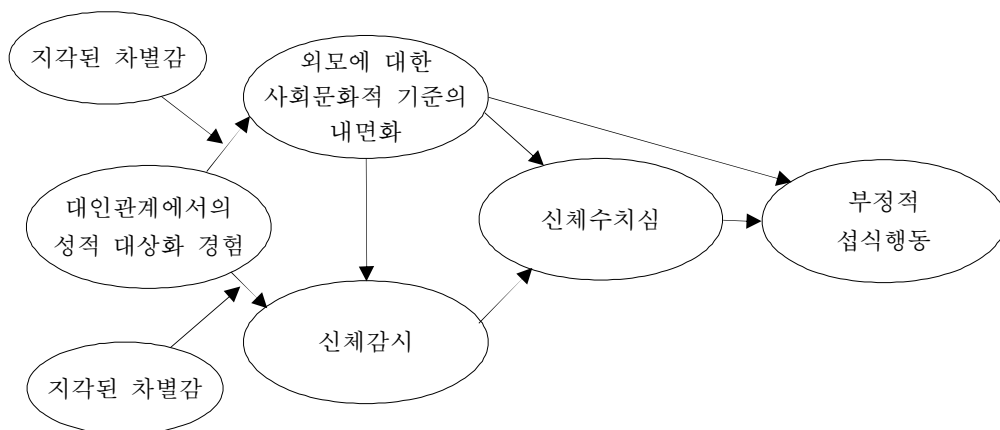 지각된 차별감
외모에 대한
사회문화적 기준의
내면화
대인관계에서의
성적 대상화 경험
신체수치심
부정적
섭식행동
신체감시
지각된 차별감